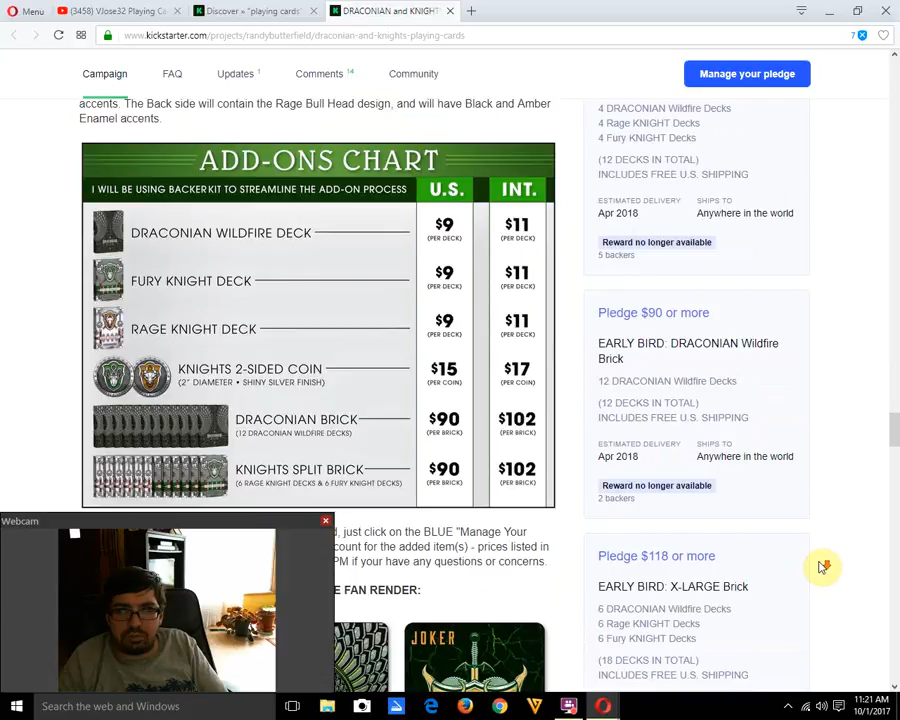 Menu
(3458) VJose32 Playing Ca
Discover » "playing cards"
DRACONIAN and KNIGHT
www.kickstarter.com/projects/randybutterfield/draconian-and-knights-playing-cards
7
Campaign
FAQ
Updates 1
Comments 14
Community
Manage your pledge
accents. The Back side will contain the Rage Bull Head design, and will have Black and Amber
Enamel accents.
ADD-ONS CHART
I WILL BE USING BACKERKIT TO STREAMLINE THE ADD-ON PROCESS
U.S.
INT.
DRACONIAN WILDFIRE DECK
$9
(PER DECK)
$11
(PER DECK)
FURY KNIGHT DECK
$9
(PER DECK)
$11
(PER DECK)
RAGE KNIGHT DECK
$9
(PER DECK)
$11
(PER DECK)
KNIGHTS 2-SIDED COIN
(2" DIAMETER • SHINY SILVER FINISH)
$15
(PER COIN)
$17
(PER COIN)
DRACONIAN BRICK
(12 DRACONIAN WILDFIRE DECKS)
$90
(PER BRICK)
$102
(PER BRICK)
KNIGHTS SPLIT BRICK
(6 RAGE KNIGHT DECKS & 6 FURY KNIGHT DECKS)
$90
(PER BRICK)
$102
(PER BRICK)
d, just click on the BLUE "Manage Your
count for the added item(s) - prices listed in
PM if your have any questions or concerns.
E FAN RENDER:
JOKER
4 DRACONIAN Wildfire Decks
4 Rage KNIGHT Decks
4 Fury KNIGHT Decks
(12 DECKS IN TOTAL)
INCLUDES FREE U.S. SHIPPING
ESTIMATED DELIVERY
SHIPS TO
Apr 2018
Anywhere in the world
Reward no longer available
5 backers
Pledge $90 or more
EARLY BIRD: DRACONIAN Wildfire
Brick
12 DRACONIAN Wildfire Decks
(12 DECKS IN TOTAL)
INCLUDES FREE U.S. SHIPPING
ESTIMATED DELIVERY
SHIPS TO
Apr 2018
Anywhere in the world
Reward no longer available
2 backers
Pledge $118 or more
EARLY BIRD: X-LARGE Brick
6 DRACONIAN Wildfire Decks
6 Rage KNIGHT Decks
6 Fury KNIGHT Decks
(18 DECKS IN TOTAL)
INCLUDES FREE U.S. SHIPPING
Webcam
Search the web and Windows
11:21 AM
10/1/2017